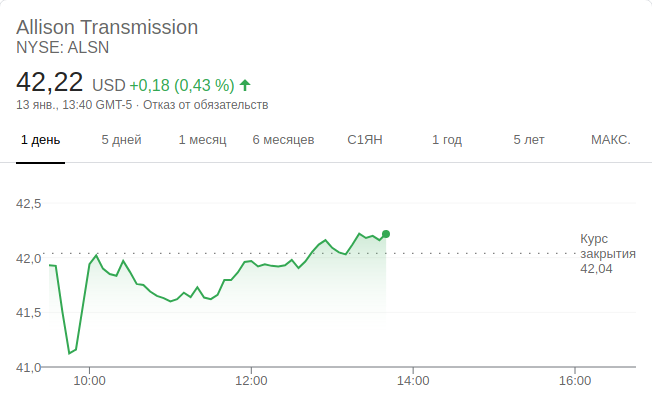 Allison Transmission
NYSE: ALSN
42,22 USD +0,18 (0,43 %)
13 янв., 13:40 GMT-5 · Отказ от обязательств
1 день 5 дней 1 месяц 6 месяцев С1ЯН 1 год 5 лет МАКС.
42,5
42,0
41,5
41,0
Курс
закрытия
42,04
10:00 12:00 14:00 16:00